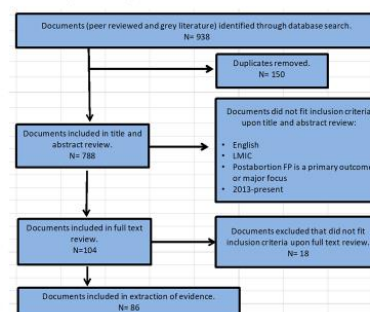 Documents (peer reviewed and grey literature) identified through database search.
N= 938
Duplicates removed.
N= 150
Documents did not fit inclusion criteria
upon title and abstract review:
• English
• LMIC
• Postabortion FP is a primary outcome
or major focus
• 2013-present
Documents included in title and
abstract review.
N= 788
Documents included in full text
review.
N=104
Documents excluded that did not fit
inclusion criteria upon full text review.
N= 18
Documents included in extraction of evidence.
N= 86